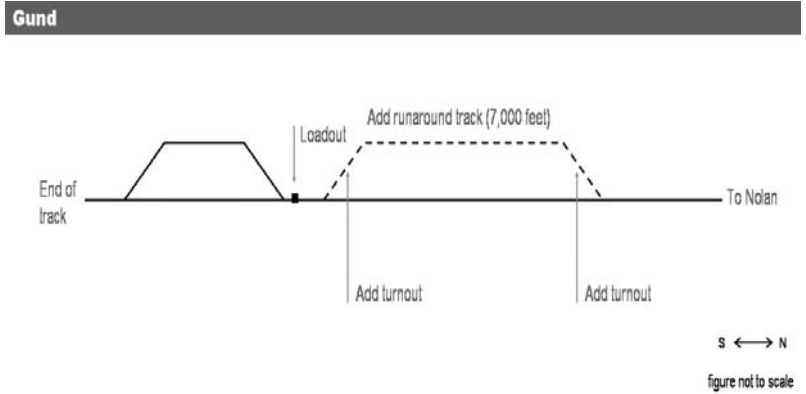 Gund
Add runaround track (7,000 feet)
Loadout
End of
track
To Nolan
Add turnout
Add turnout
S N
figure not to scale